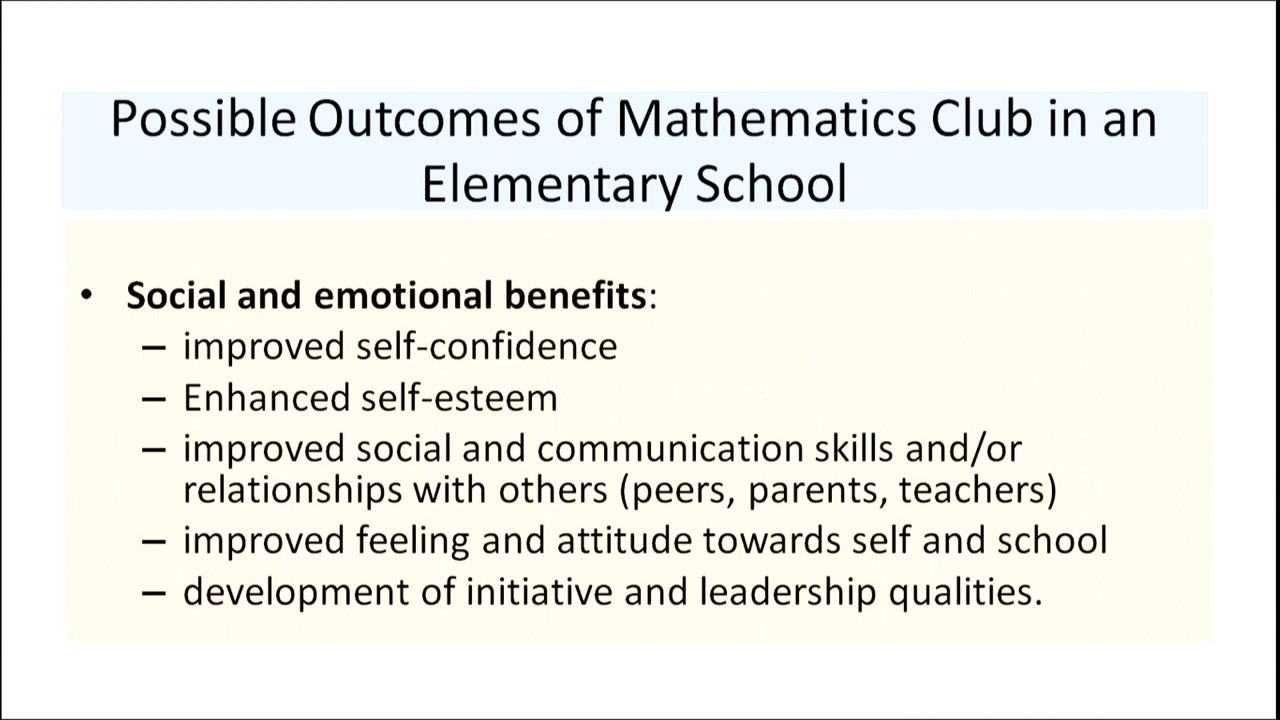 Possible Outcomes of Mathematics Club in an
Elementary School
• Social and emotional benefits:
– improved self-confidence
– Enhanced self-esteem
– improved social and communication skills and/or
relationships with others (peers, parents, teachers)
– improved feeling and attitude towards self and school
– development of initiative and leadership qualities.